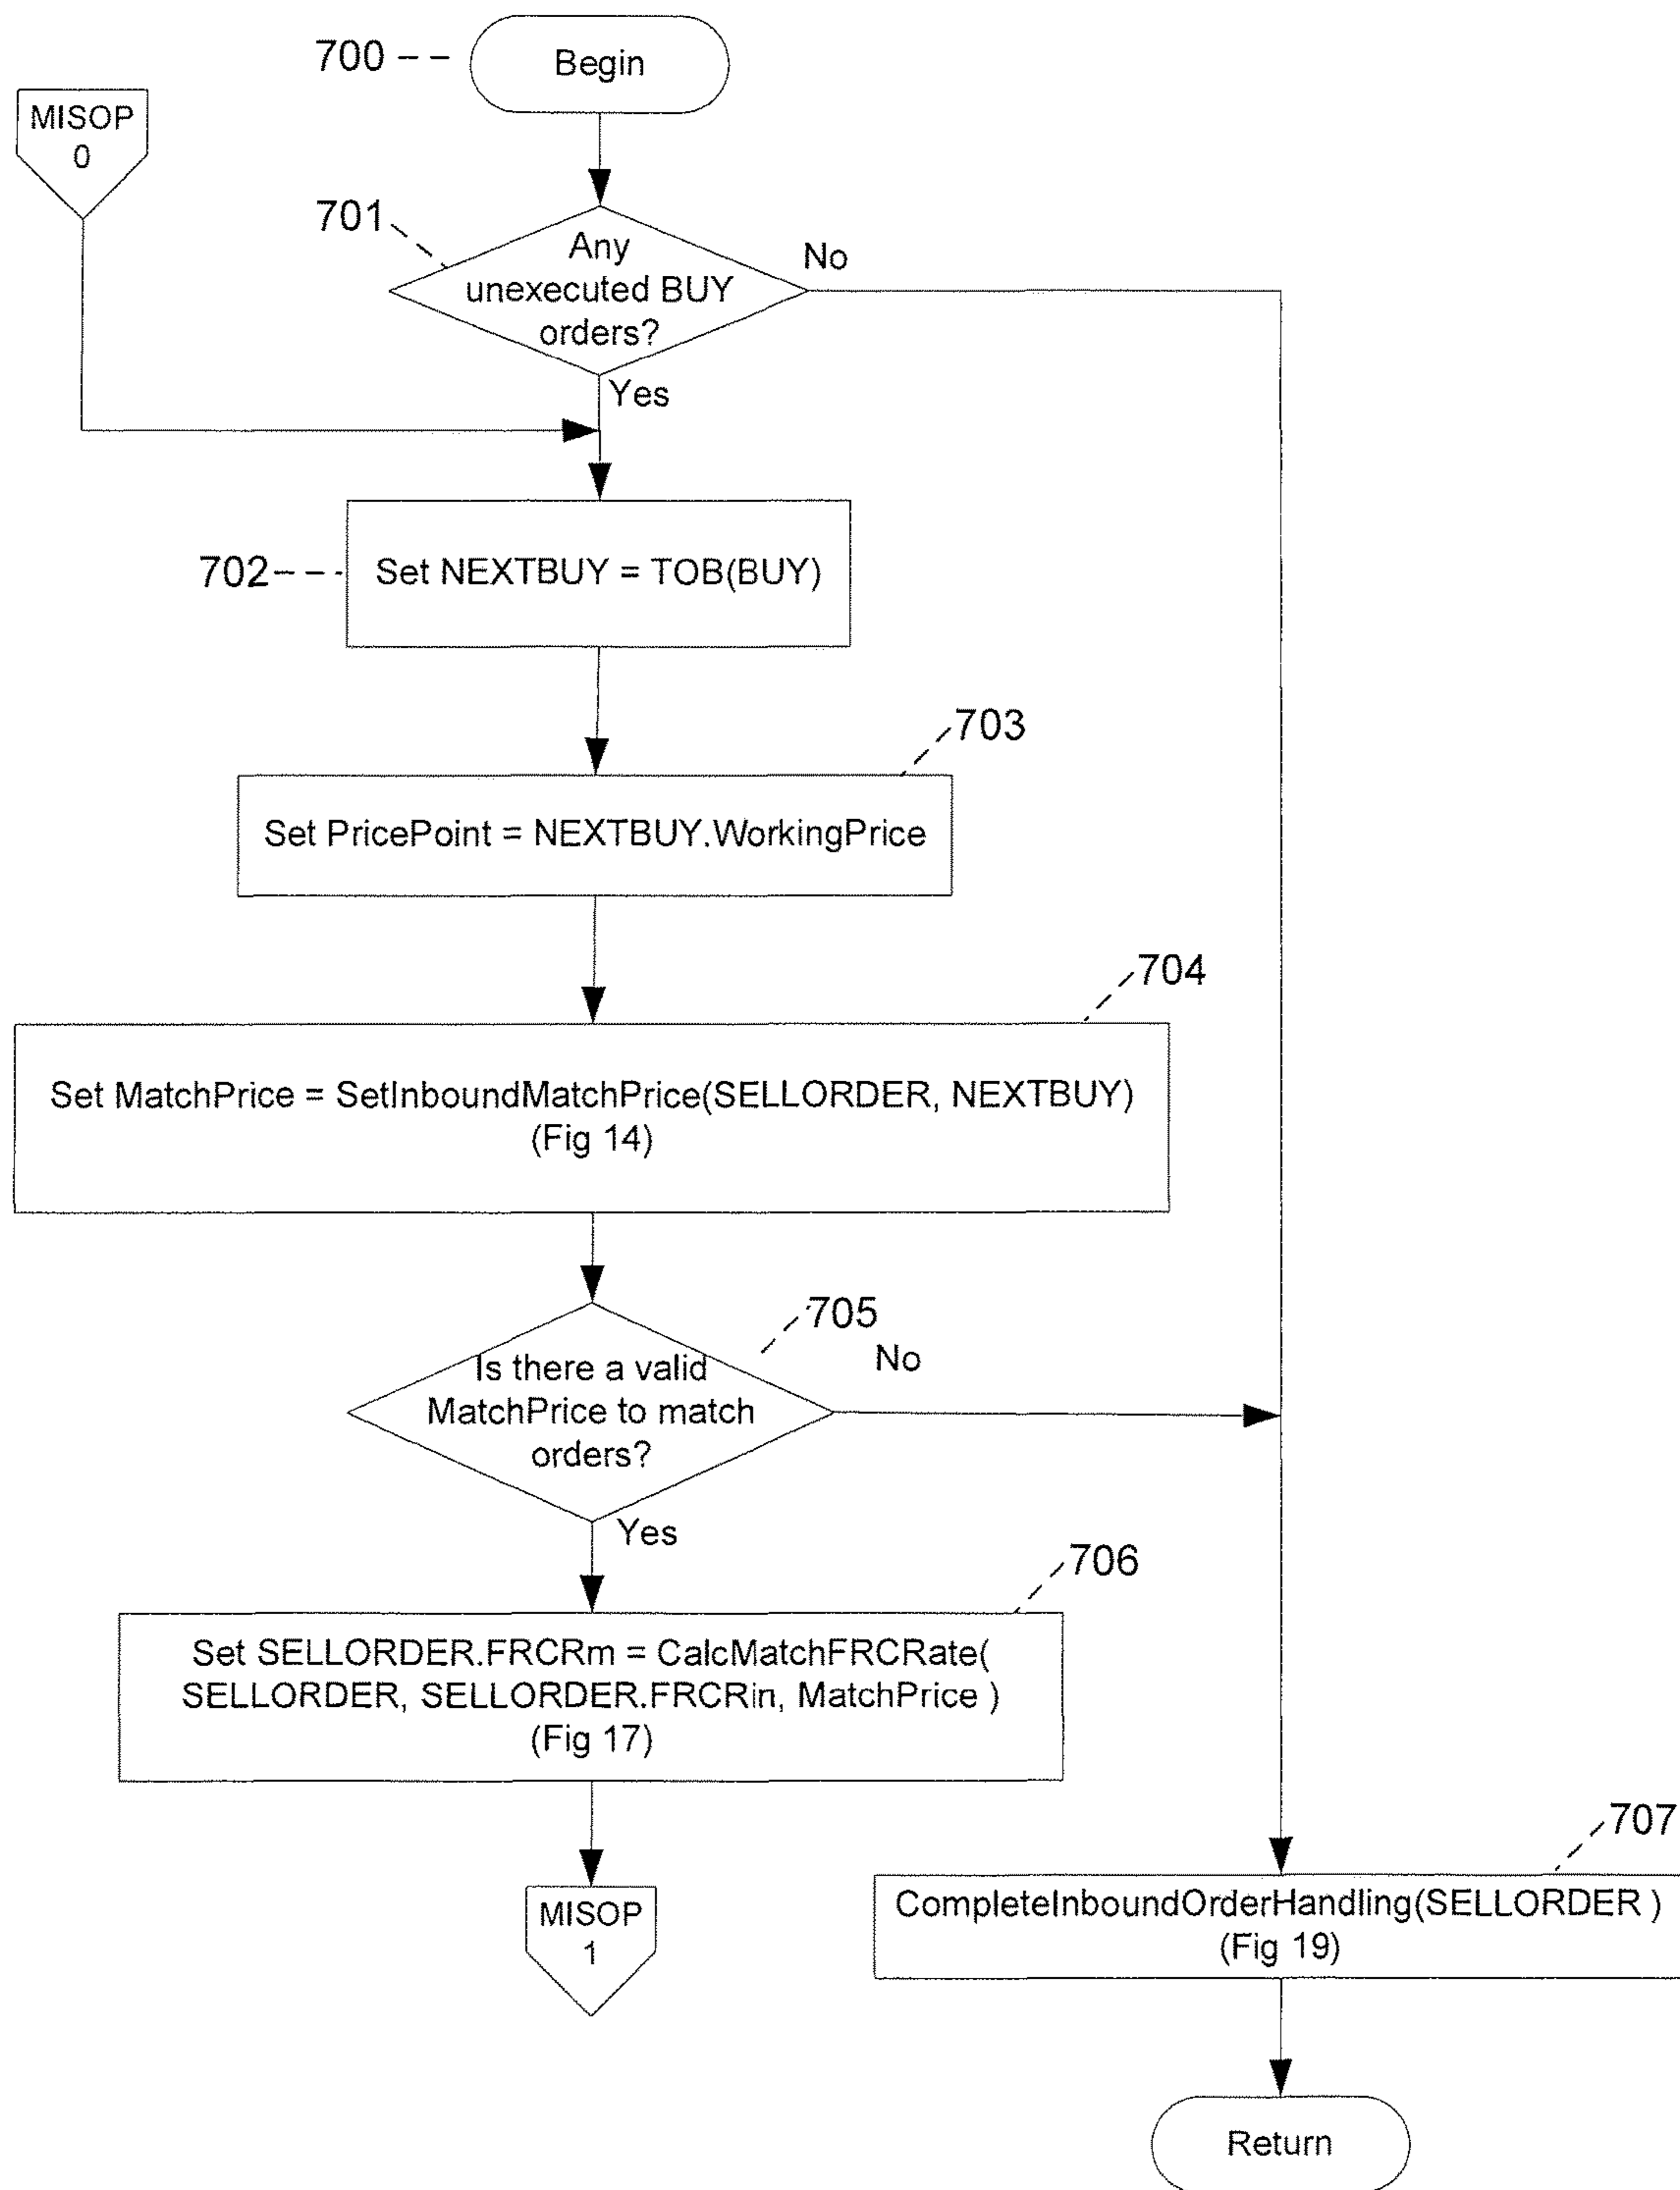 700
Begin
MISOP
0
701
Any
unexecuted BUY
orders?
No
Yes
702
Set NEXTBUY = TOB(BUY)
703
Set PricePoint = NEXTBUY.WorkingPrice
704
Set MatchPrice = SetInboundMatchPrice(SELLORDER, NEXTBUY)
(Fig 14)
705
Is there a valid
MatchPrice to match
orders?
No
Yes
706
Set SELLORDER.FRCRm = CalcMatchFRCRate(
SELLORDER, SELLORDER.FRCRin, MatchPrice )
(Fig 17)
MISOP
1
707
CompleteInboundOrderHandling(SELLORDER )
(Fig 19)
Return